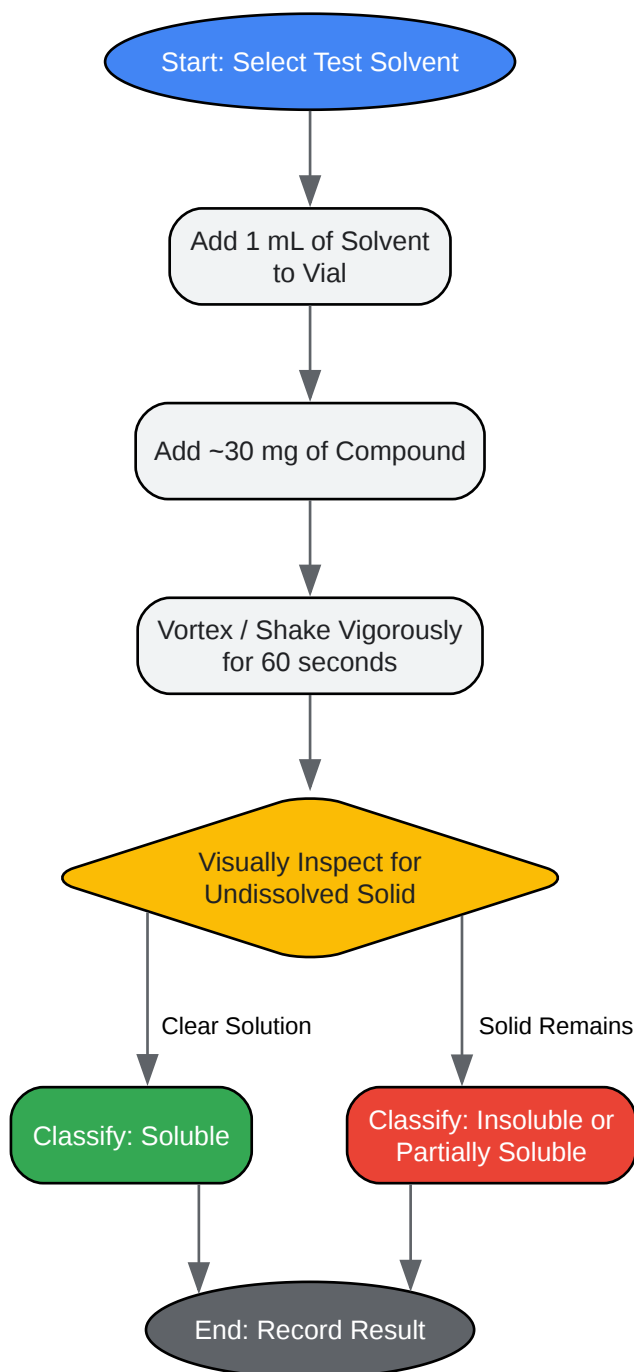 Start: Select Test Solvent
Add 1 mL of Solvent
to Vial
Add ~30 mg of Compound
Vortex / Shake Vigorously
for 60 seconds
Visually Inspect for
Undissolved Solid
Clear Solution
Solid Remains
Classify: Soluble
Classify: Insoluble or
Partially Soluble
End: Record Result